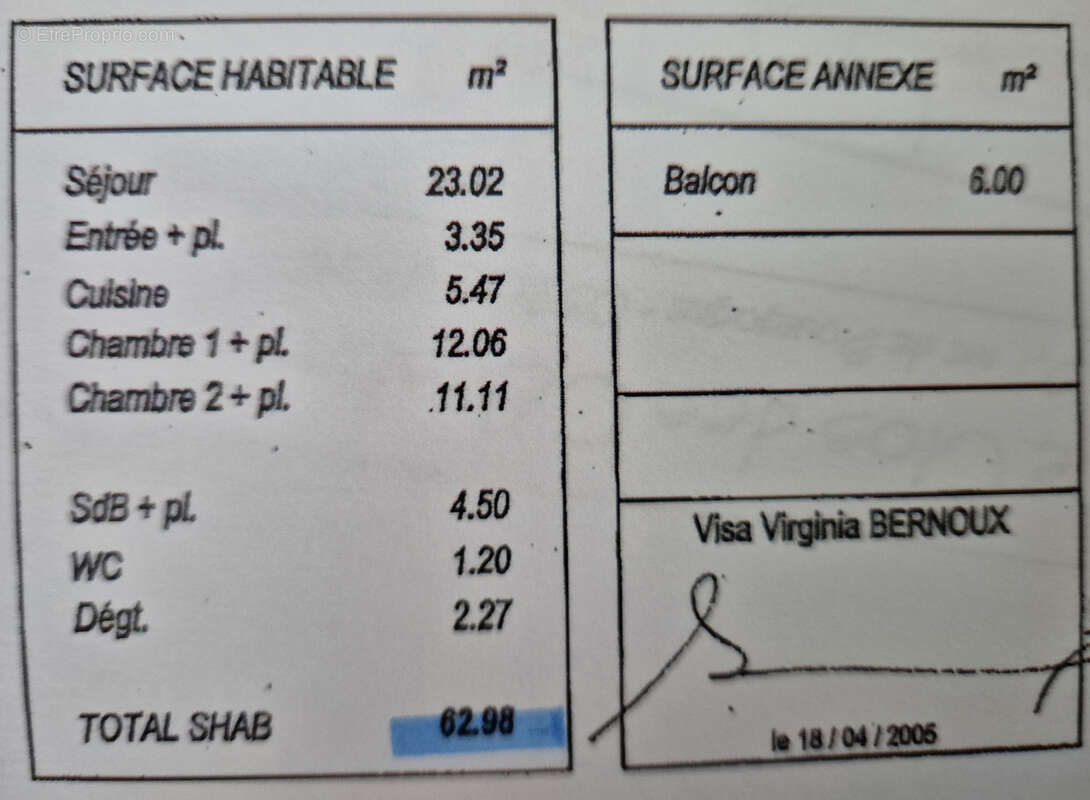 © EtreProprio.com
SURFACE HABITABLE m²
Séjour 23.02
Entrée + pl. 3.35
Cuisine 5.47
Chambre 1 + pl. 12.06
Chambre 2 + pl. 11.11
SdB + pl. 4.50
WC 1.20
Dégt. 2.27
TOTAL SHAB 62.98
SURFACE ANNEXE m²
Balcon 6.00
Visa Virginia BERNOUX
le 18 / 04 / 2005